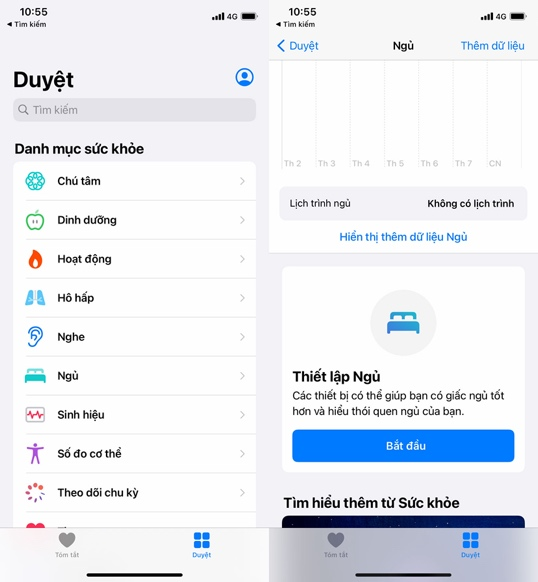 10:55
4G
◀ Tìm kiếm
Duyệt
Tìm kiếm
Danh mục sức khỏe
Chú tâm
Dinh dưỡng
Hoạt động
Hô hấp
Nghe
Ngủ
Sinh hiệu
Số đo cơ thể
Theo dõi chu kỳ
Tóm tắt
Duyệt
10:55
4G
◀ Tìm kiếm
Duyệt
Ngủ
Thêm dữ liệu
Th 2 Th 3 Th 4 Th 5 Th 6 Th 7 CN
Lịch trình ngủ
Không có lịch trình
Hiển thị thêm dữ liệu Ngủ
Thiết lập Ngủ
Các thiết bị có thể giúp bạn có giấc ngủ tốt
hơn và hiểu thói quen ngủ của bạn.
Bắt đầu
Tìm hiểu thêm từ Sức khỏe
Tóm tắt
Duyệt